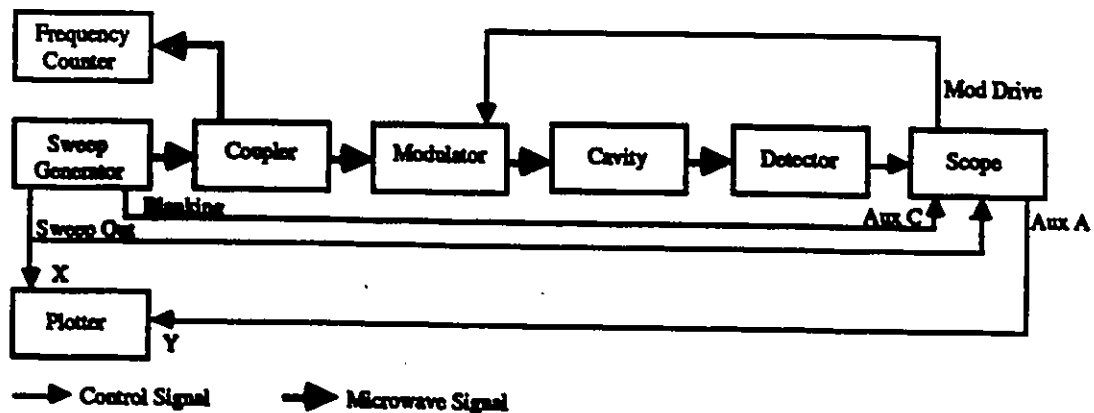 Frequency
Counter
Mod Drive
Sweep
Generator
Coupler
Modulator
Cavity
Detector
Scope
Blanking
Aux C
Aux A
Sweep Out
X
Plotter
Y
Control Signal
Microwave Signal